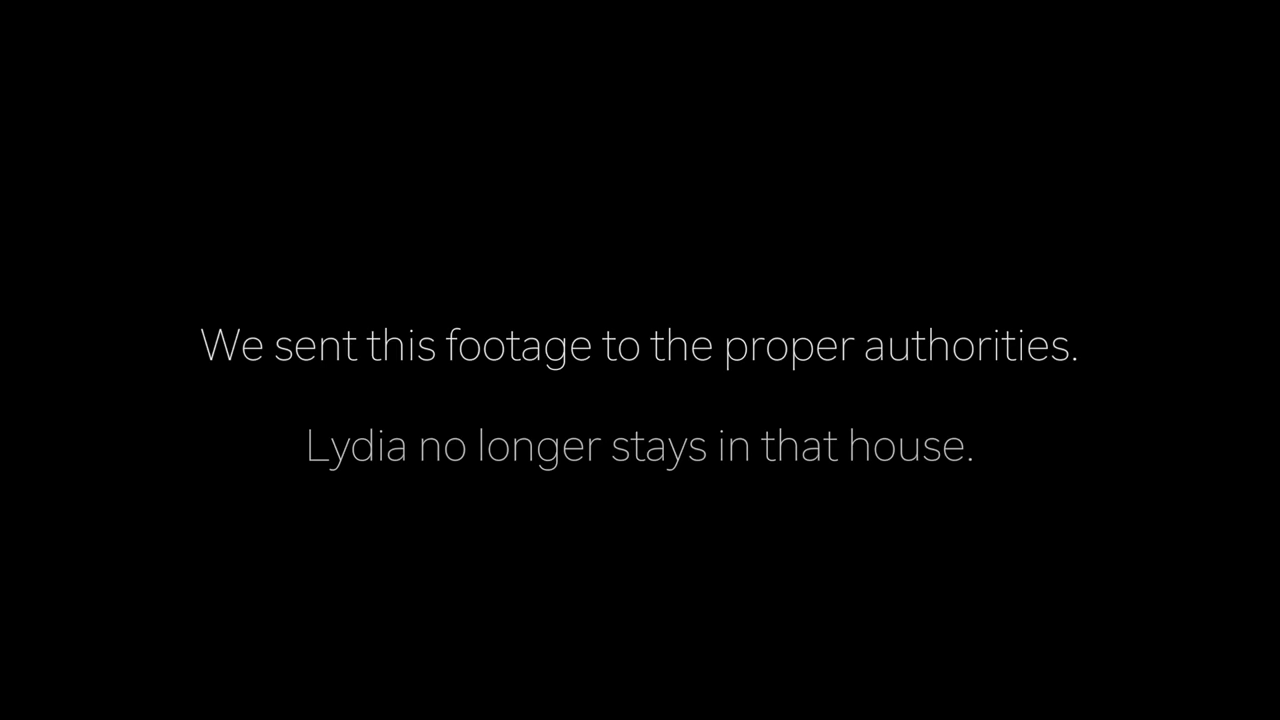 We sent this footage to the proper authorities.
Lydia no longer stays in that house.